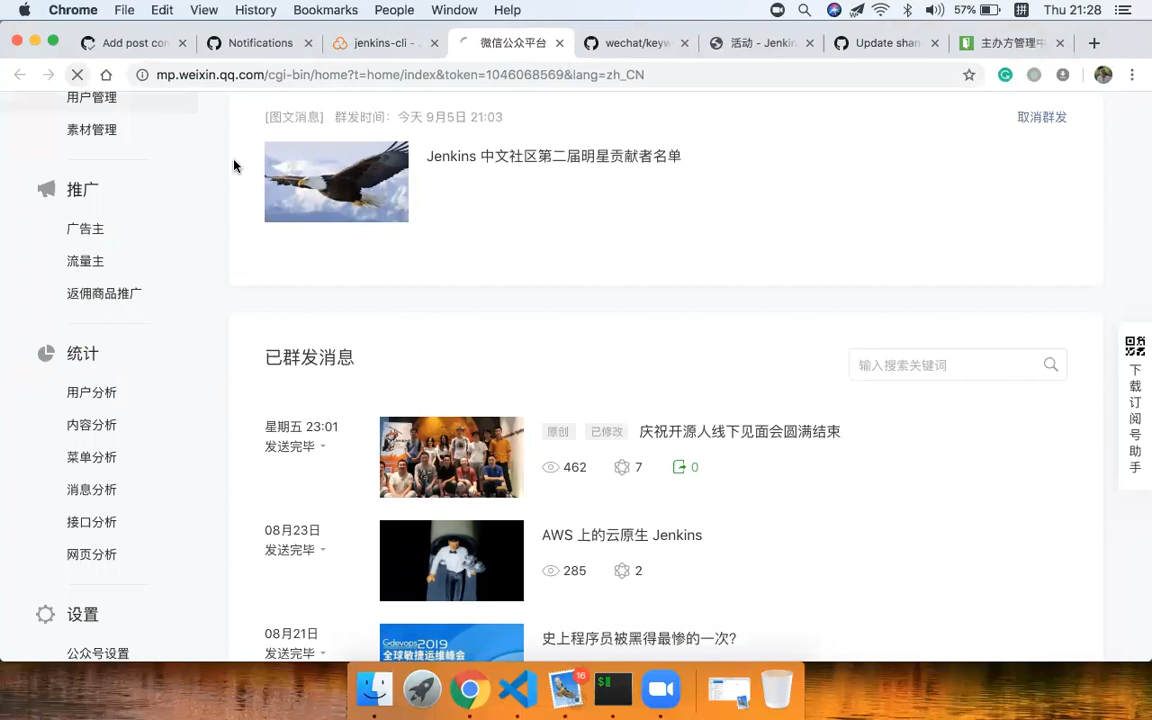 Chrome File Edit View History Bookmarks People Window Help 57% 拼 Thu 21:28
Add post con Notifications jenkins-cli - 微信公众平台 wechat/keyw 活动 - Jenkin Update shan 主办方管理中
mp.weixin.qq.com/cgi-bin/home?t=home/index&token=1046068569&lang=zh_CN
用户管理
素材管理
推广
广告主
流量主
返佣商品推广
统计
用户分析
内容分析
菜单分析
消息分析
接口分析
网页分析
设置
公众号设置
[图文消息] 群发时间: 今天 9月5日 21:03 取消群发
Jenkins 中文社区第二届明星贡献者名单
已群发消息
输入搜索关键词
星期五 23:01
发送完毕
原创 已修改 庆祝开源人线下见面会圆满结束
462 7 0
08月23日
发送完毕
AWS 上的云原生 Jenkins
285 2
08月21日
发送完毕
Gdevops2019
全球敏捷运维峰会
史上程序员被黑得最惨的一次?
下
载
订
阅
号
助
手
16
$